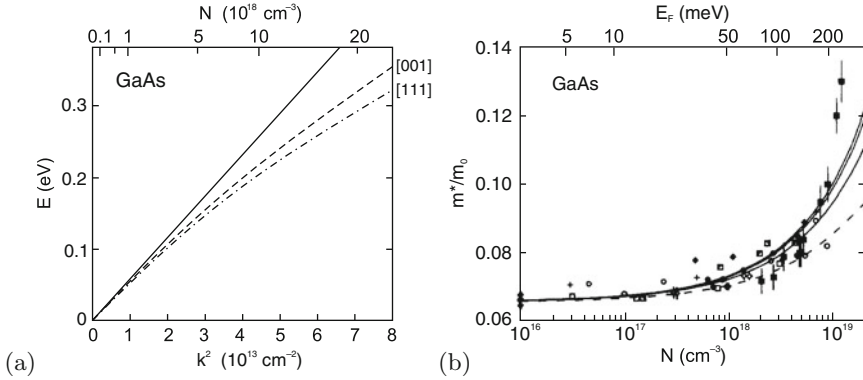 N (10¹⁸ cm⁻³)
0.1 1 5 10 20
GaAs
[001]
[111]
0.3
0.2
0.1
0
E (eV)
0 1 2 3 4 5 6 7 8
k² (10¹³ cm⁻²)
(a)
E_F (meV)
5 10 50 100 200
0.14
GaAs
0.12
0.10
0.08
0.06
m*/m₀
10¹⁶ 10¹⁷ 10¹⁸ 10¹⁹
N (cm⁻³)
(b)